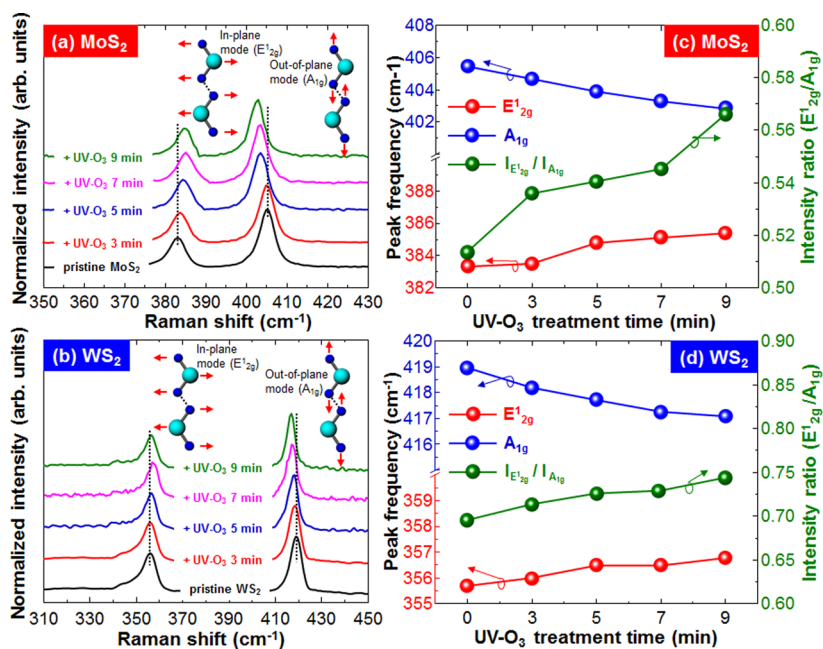 (a) MoS₂
In-plane
mode (E¹₂g)
Out-of-plane
mode (A₁g)
+ UV-O₃ 9 min
+ UV-O₃ 7 min
+ UV-O₃ 5 min
+ UV-O₃ 3 min
pristine MoS₂
Normalized intensity (arb. units)
350 360 370 380 390 400 410 420 430
Raman shift (cm⁻¹)
(c) MoS₂
E¹₂g
A₁g
I_E¹₂g / I_A₁g
Peak frequency (cm-1)
408
406
404
402
388
386
384
382
Intensity ratio (E¹₂g/A₁g)
0.60
0.58
0.56
0.54
0.52
0.50
0 3 5 7 9
UV-O₃ treatment time (min)
(b) WS₂
In-plane
mode (E¹₂g)
Out-of-plane
mode (A₁g)
+ UV-O₃ 9 min
+ UV-O₃ 7 min
+ UV-O₃ 5 min
+ UV-O₃ 3 min
pristine WS₂
Normalized intensity (arb. units)
310 330 350 370 390 410 430 450
Raman shift (cm⁻¹)
(d) WS₂
E¹₂g
A₁g
I_E¹₂g / I_A₁g
Peak frequency (cm⁻¹)
420
419
418
417
416
359
358
357
356
355
Intensity ratio (E¹₂g/A₁g)
0.90
0.85
0.80
0.75
0.70
0.65
0.60
0 3 5 7 9
UV-O₃ treatment time (min)